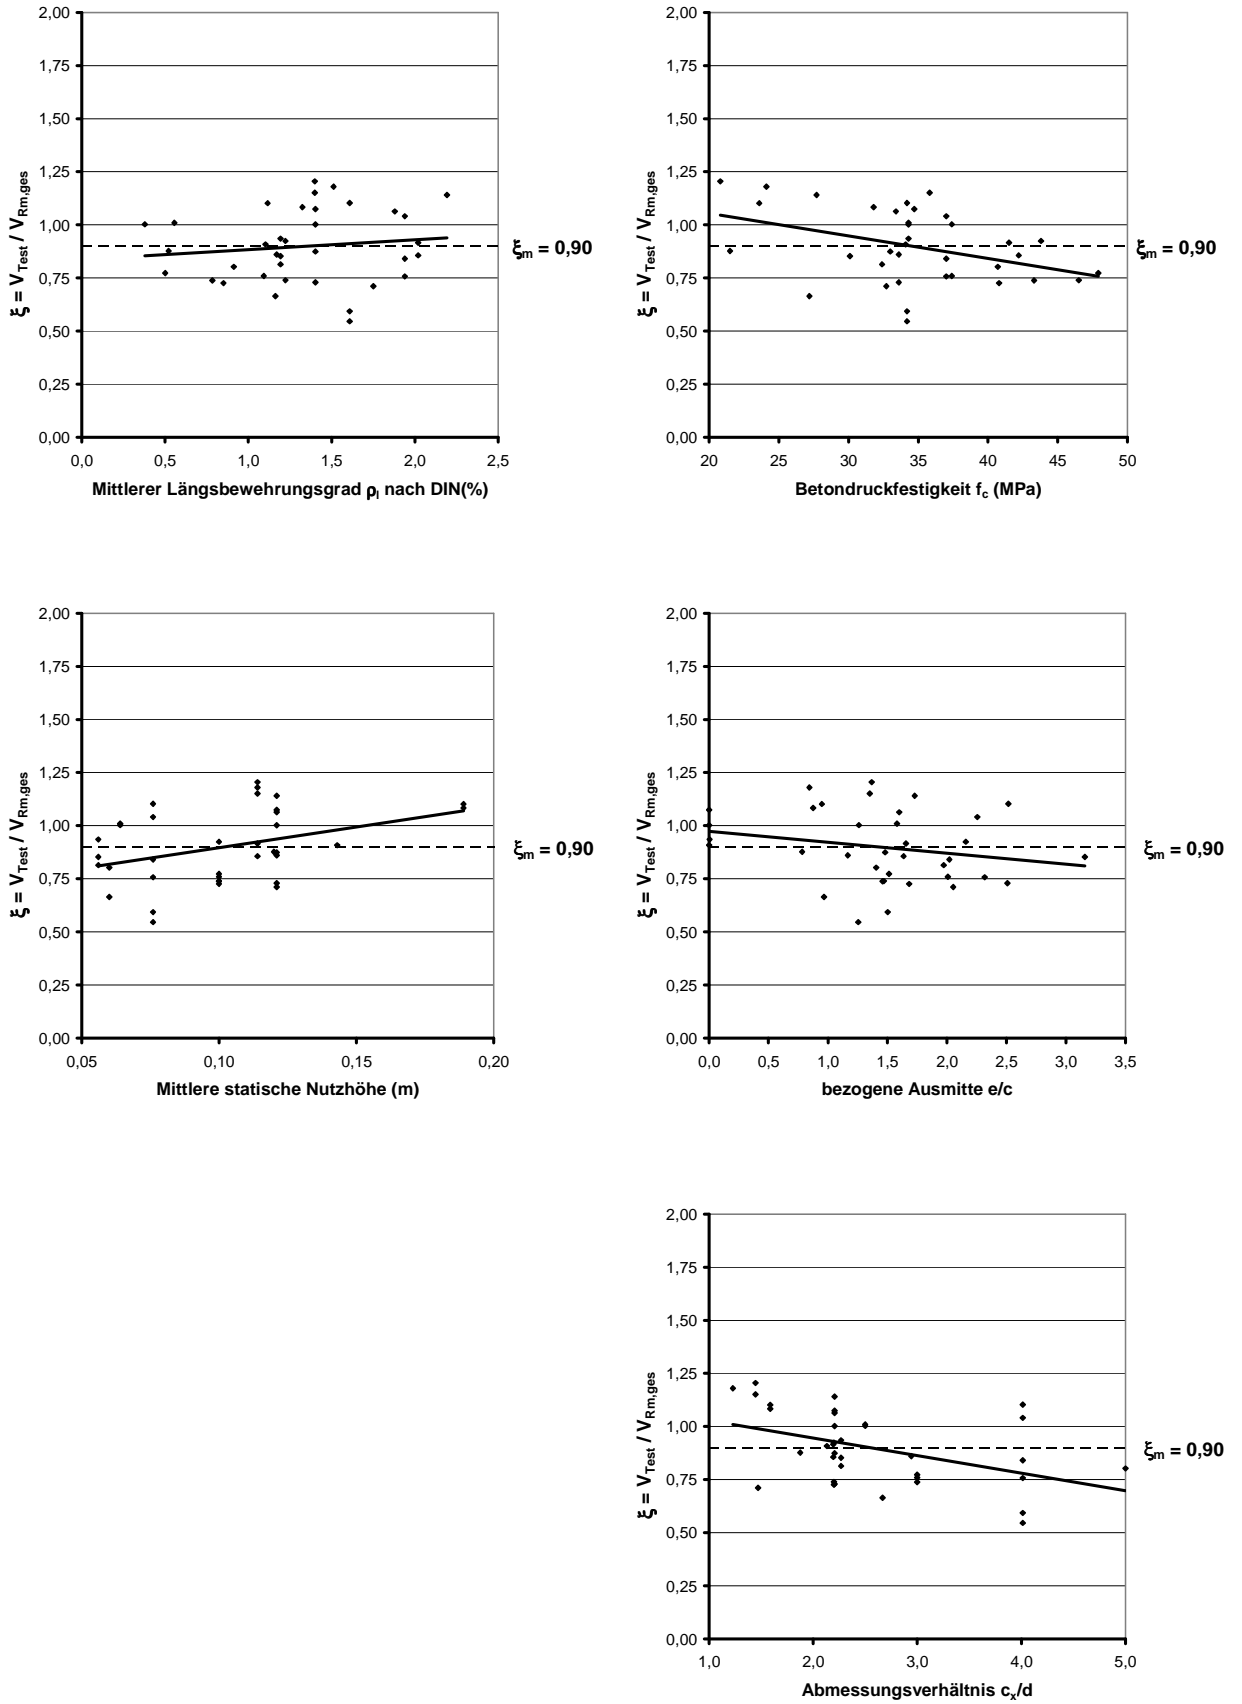 2,00
1,75
1,50
1,25
1,00
0,75
0,50
0,25
0,00
0,0 0,5 1,0 1,5 2,0 2,5
ξ = V_Test / V_Rm,ges
ξm = 0,90
Mittlerer Längsbewehrungsgrad ρl nach DIN(%)
2,00
1,75
1,50
1,25
1,00
0,75
0,50
0,25
0,00
20 25 30 35 40 45 50
ξ = V_Test / V_Rm,ges
ξm = 0,90
Betondruckfestigkeit fc (MPa)
2,00
1,75
1,50
1,25
1,00
0,75
0,50
0,25
0,00
0,05 0,10 0,15 0,20
ξ = V_Test / V_Rm,ges
ξm = 0,90
Mittlere statische Nutzhöhe (m)
2,00
1,75
1,50
1,25
1,00
0,75
0,50
0,25
0,00
0,0 0,5 1,0 1,5 2,0 2,5 3,0 3,5
ξ = V_Test / V_Rm,ges
ξm = 0,90
bezogene Ausmitte e/c
2,00
1,75
1,50
1,25
1,00
0,75
0,50
0,25
0,00
1,0 2,0 3,0 4,0 5,0
ξ = V_Test / V_Rm,ges
ξm = 0,90
Abmessungsverhältnis cx/d